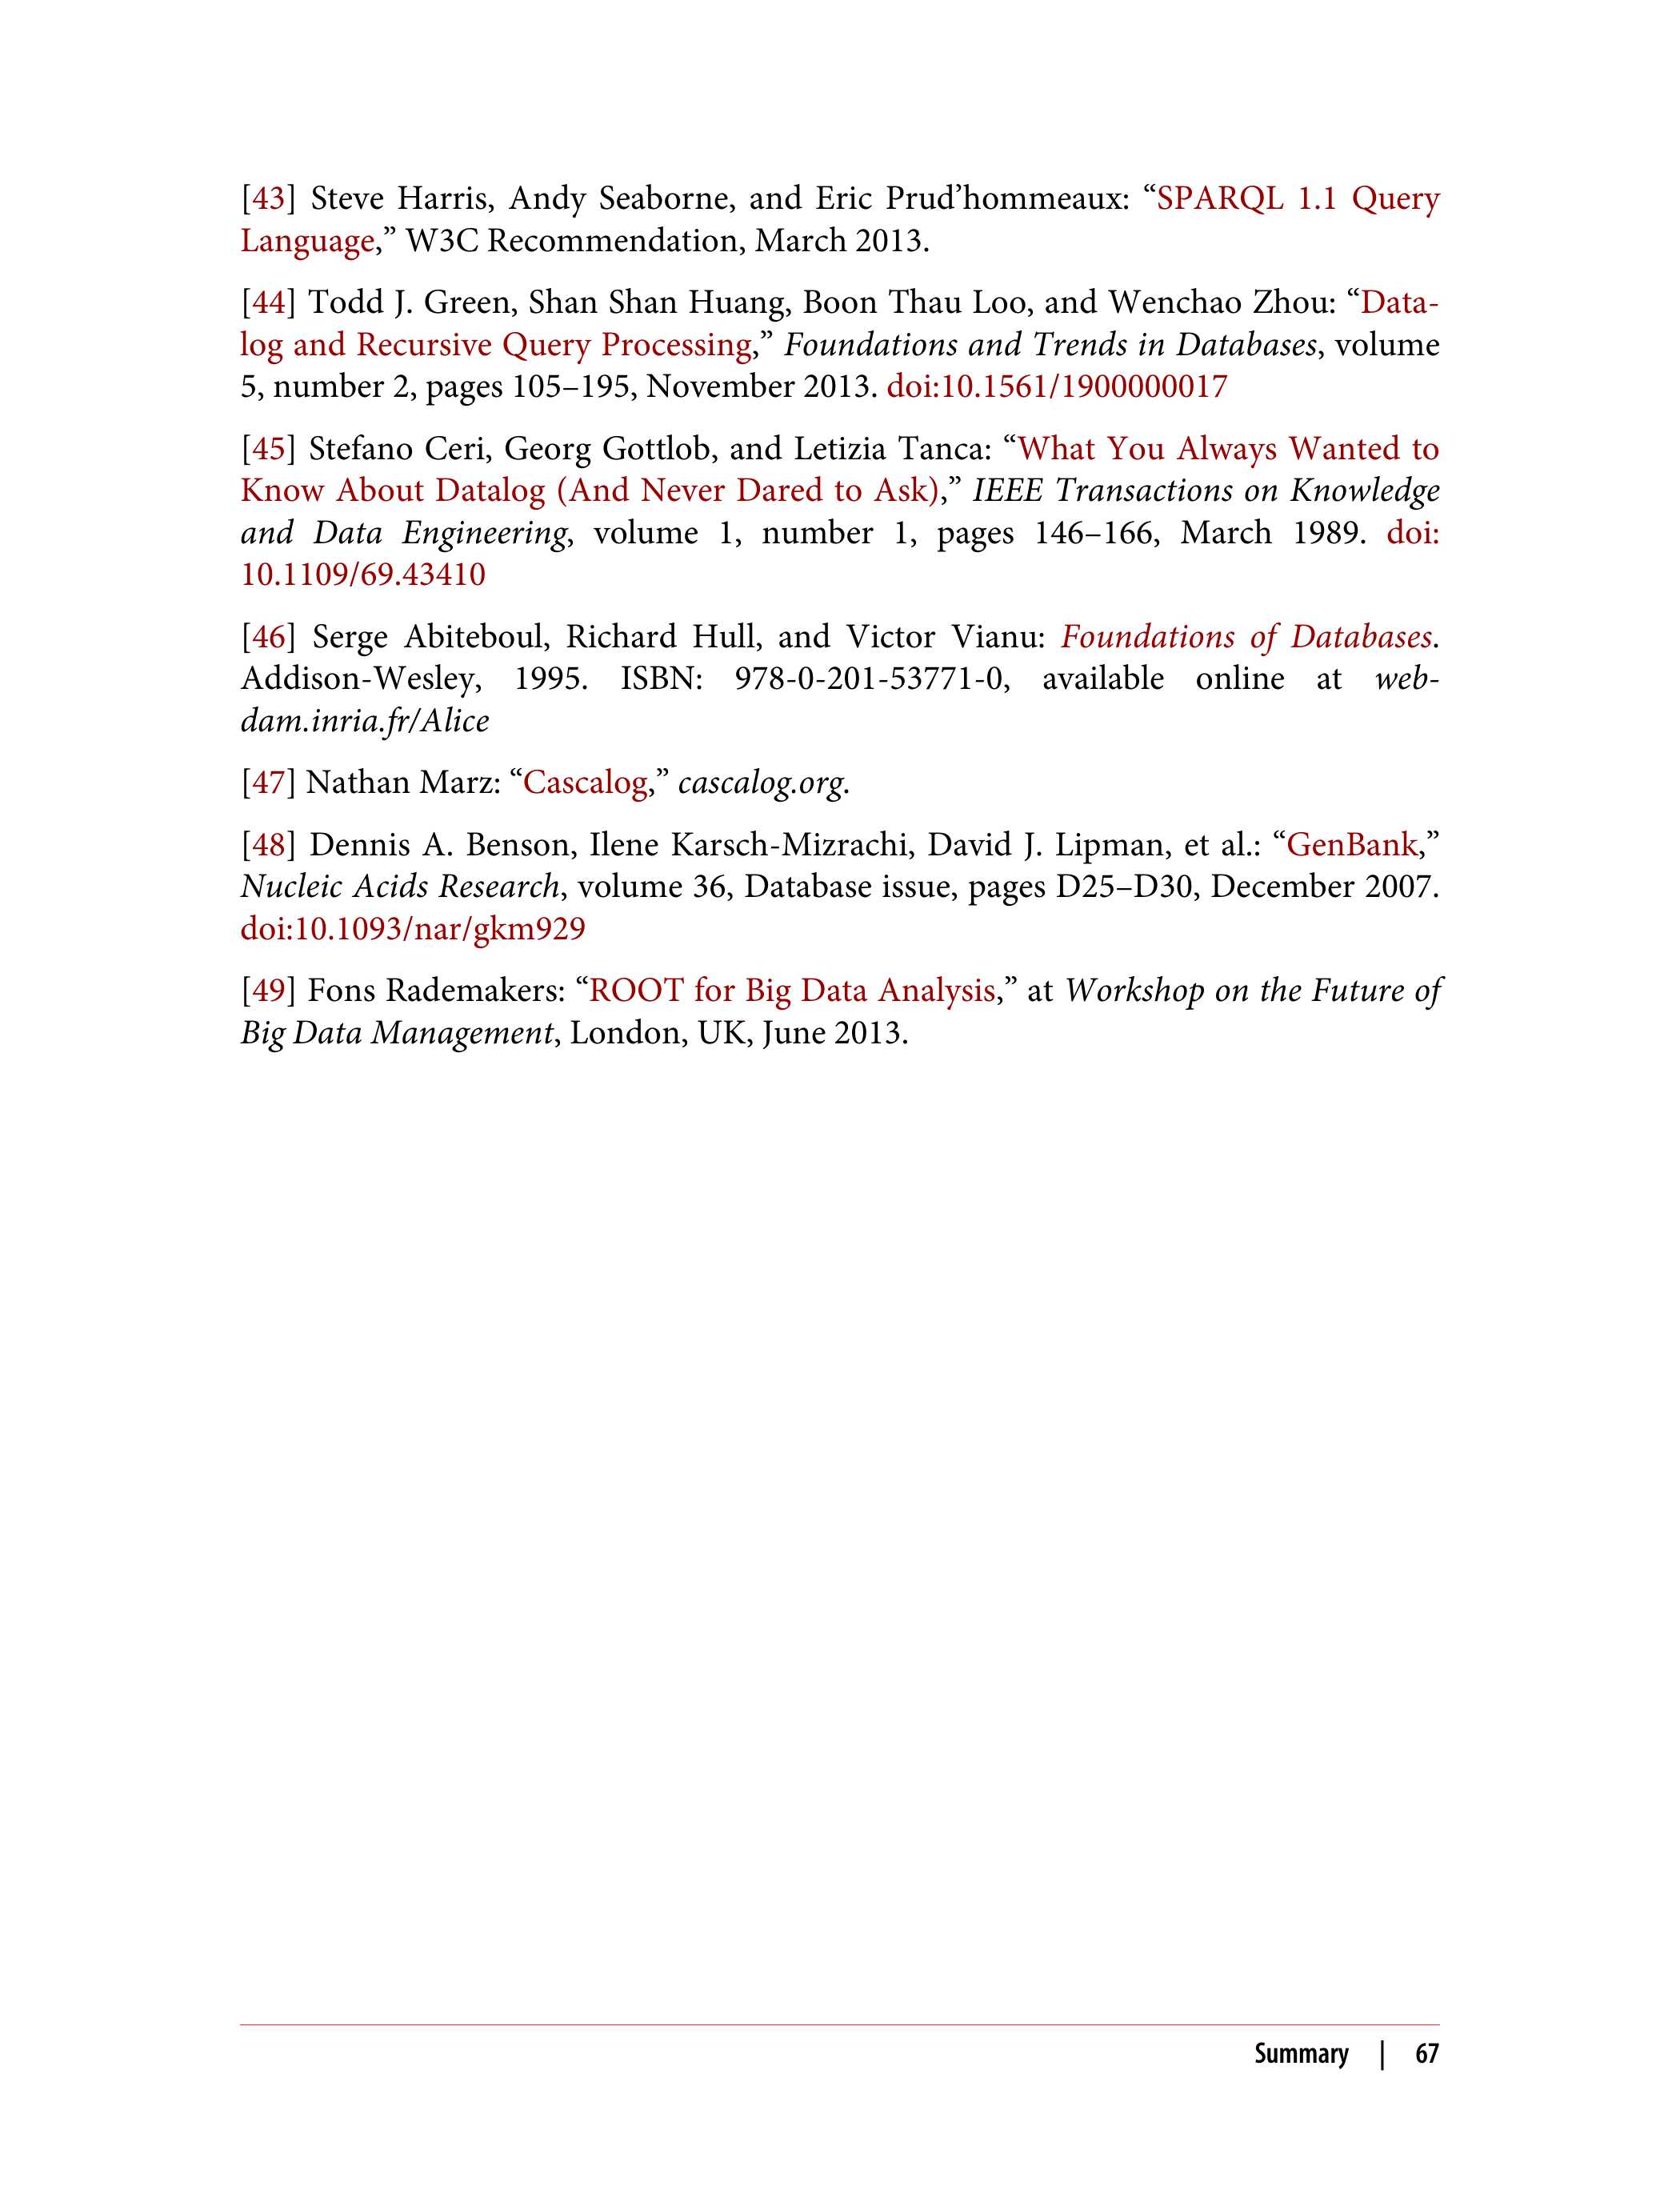 [43] Steve Harris, Andy Seaborne, and Eric Prud’hommeaux: “SPARQL 1.1 Query
Language,” W3C Recommendation, March 2013.
[44] Todd J. Green, Shan Shan Huang, Boon Thau Loo, and Wenchao Zhou: “Data-
log and Recursive Query Processing,” Foundations and Trends in Databases, volume
5, number 2, pages 105–195, November 2013. doi:10.1561/1900000017
[45] Stefano Ceri, Georg Gottlob, and Letizia Tanca: “What You Always Wanted to
Know About Datalog (And Never Dared to Ask),” IEEE Transactions on Knowledge
and Data Engineering, volume 1, number 1, pages 146–166, March 1989. doi:
10.1109/69.43410
[46] Serge Abiteboul, Richard Hull, and Victor Vianu: Foundations of Databases.
Addison-Wesley, 1995. ISBN: 978-0-201-53771-0, available online at web-
dam.inria.fr/Alice
[47] Nathan Marz: “Cascalog,” cascalog.org.
[48] Dennis A. Benson, Ilene Karsch-Mizrachi, David J. Lipman, et al.: “GenBank,”
Nucleic Acids Research, volume 36, Database issue, pages D25–D30, December 2007.
doi:10.1093/nar/gkm929
[49] Fons Rademakers: “ROOT for Big Data Analysis,” at Workshop on the Future of
Big Data Management, London, UK, June 2013.
Summary | 67